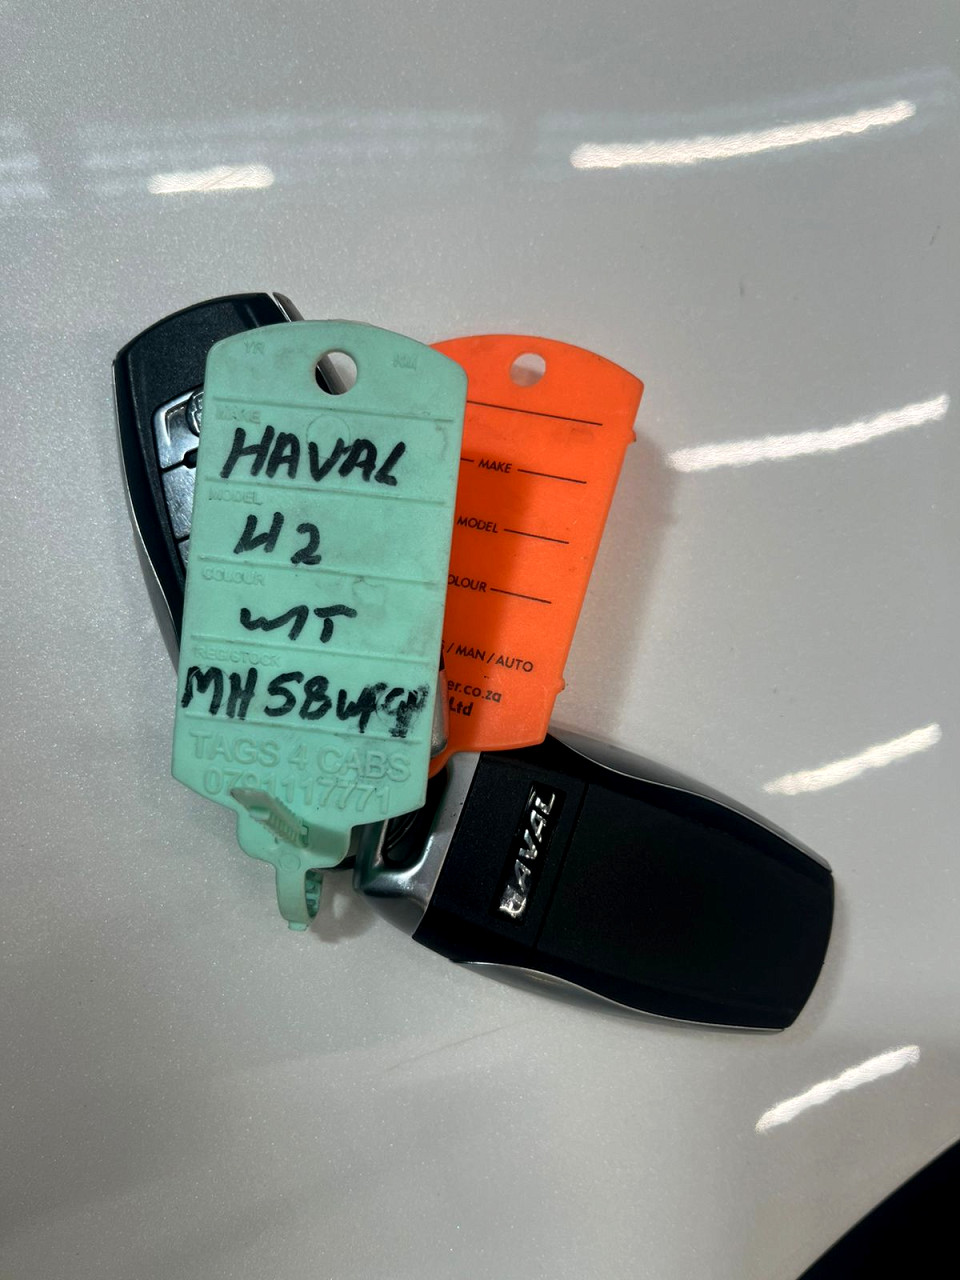 YR KM
MAKE
HAVAL
MODEL
H2
COLOUR
WT
REG/STOCK
TAGS 4 CABS
MAKE
MODEL
/ MAN / AUTO
er.co.za
Ltd
HAVAL